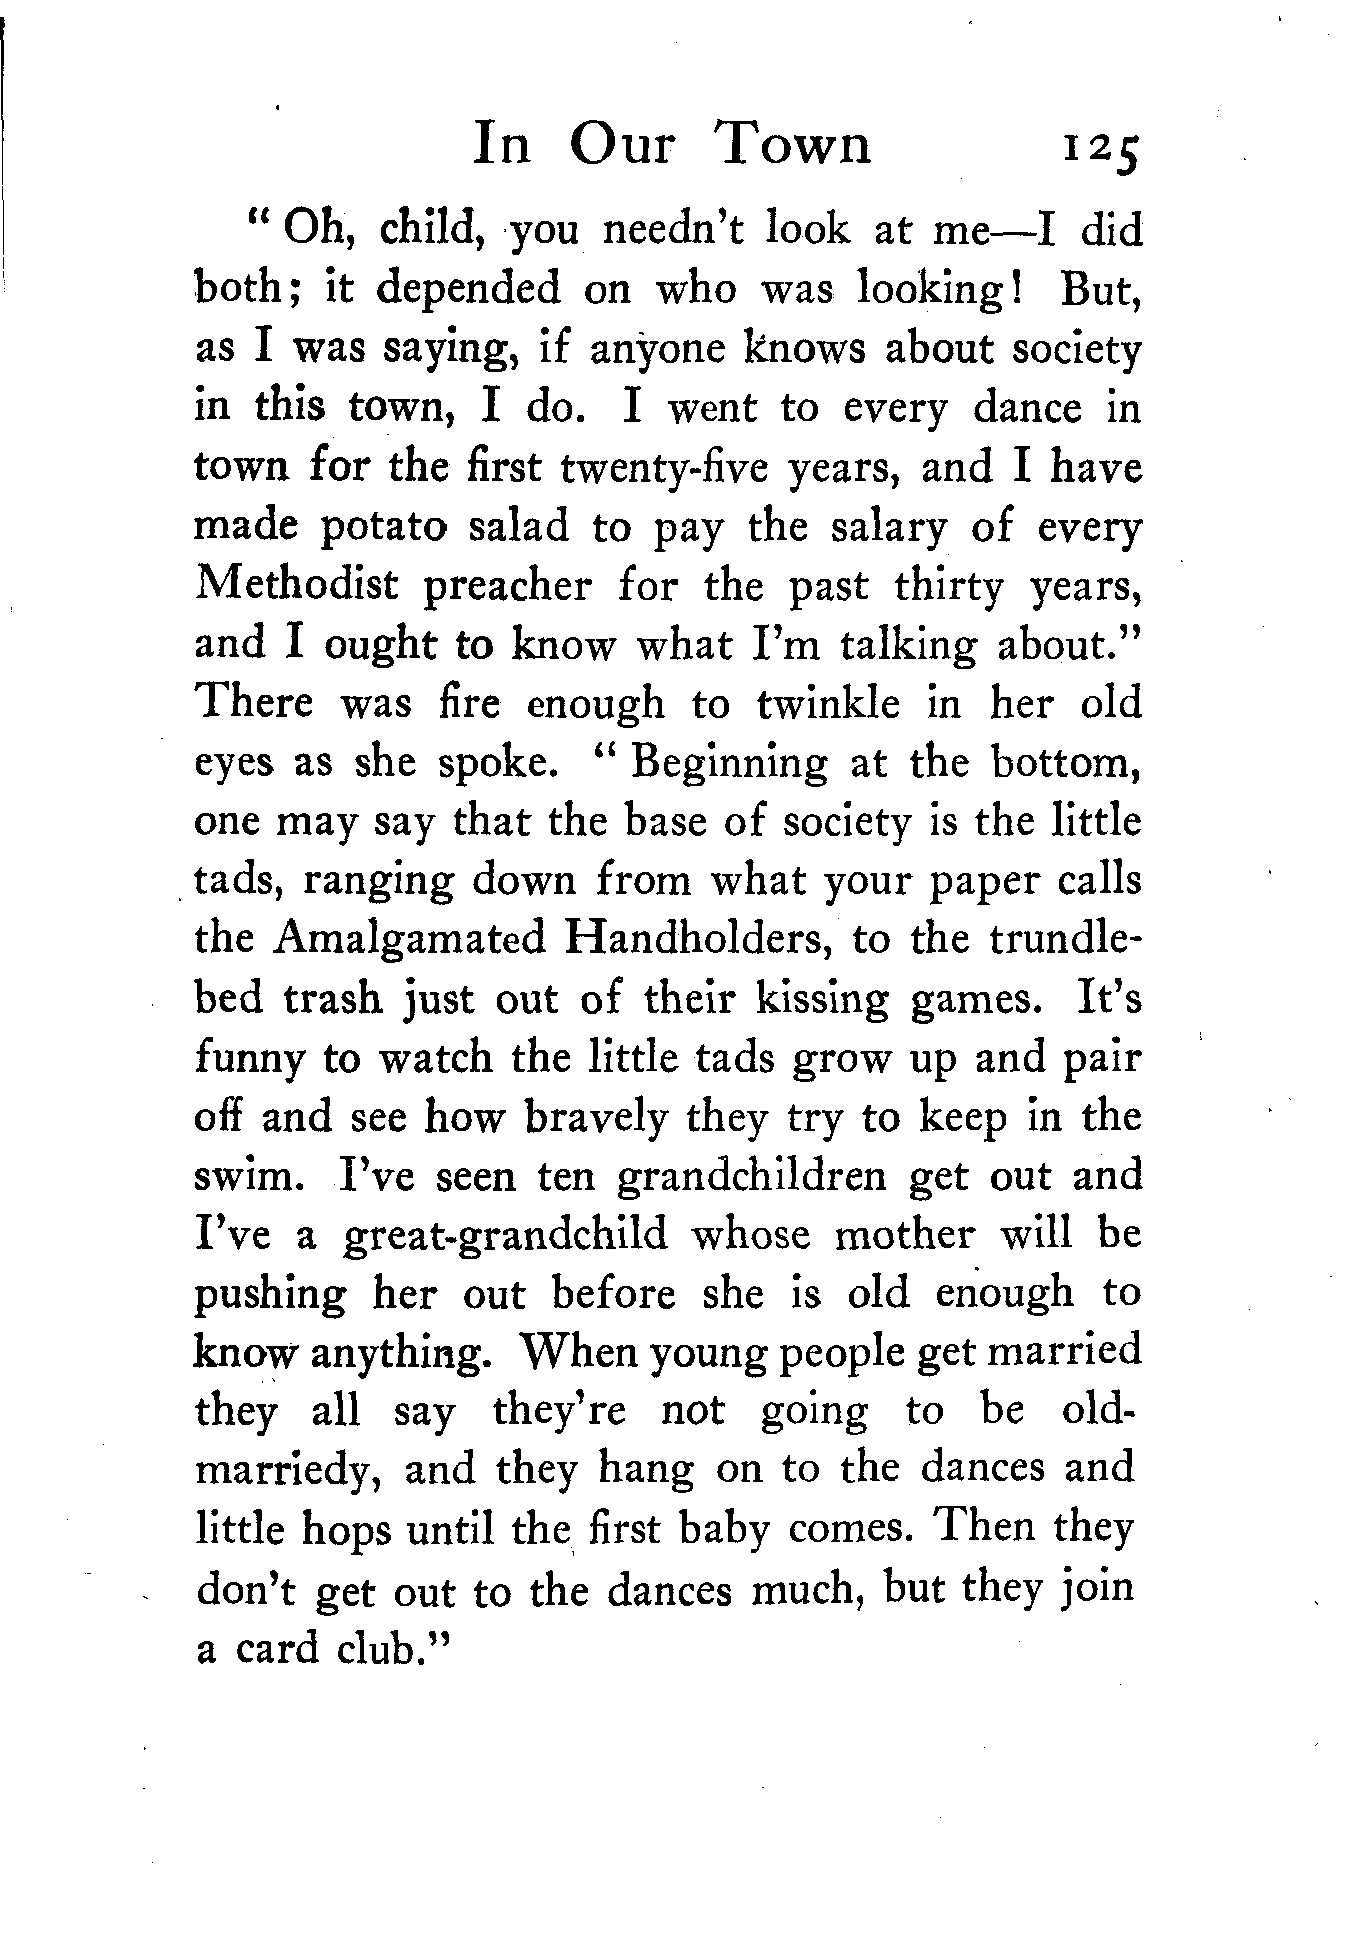 In Our Town 125
" Oh, child, you needn't look at me—I did
both; it depended on who was looking! But,
as I was saying, if anyone knows about society
in this town, I do. I went to every dance in
town for the first twenty-five years, and I have
made potato salad to pay the salary of every
Methodist preacher for the past thirty years,
and I ought to know what I'm talking about."
There was fire enough to twinkle in her old
eyes as she spoke. " Beginning at the bottom,
one may say that the base of society is the little
tads, ranging down from what your paper calls
the Amalgamated Handholders, to the trundle-
bed trash just out of their kissing games. It's
funny to watch the little tads grow up and pair
off and see how bravely they try to keep in the
swim. I've seen ten grandchildren get out and
I've a great-grandchild whose mother will be
pushing her out before she is old enough to
know anything. When young people get married
they all say they're not going to be old-
marriedy, and they hang on to the dances and
little hops until the first baby comes. Then they
don't get out to the dances much, but they join
a card club."